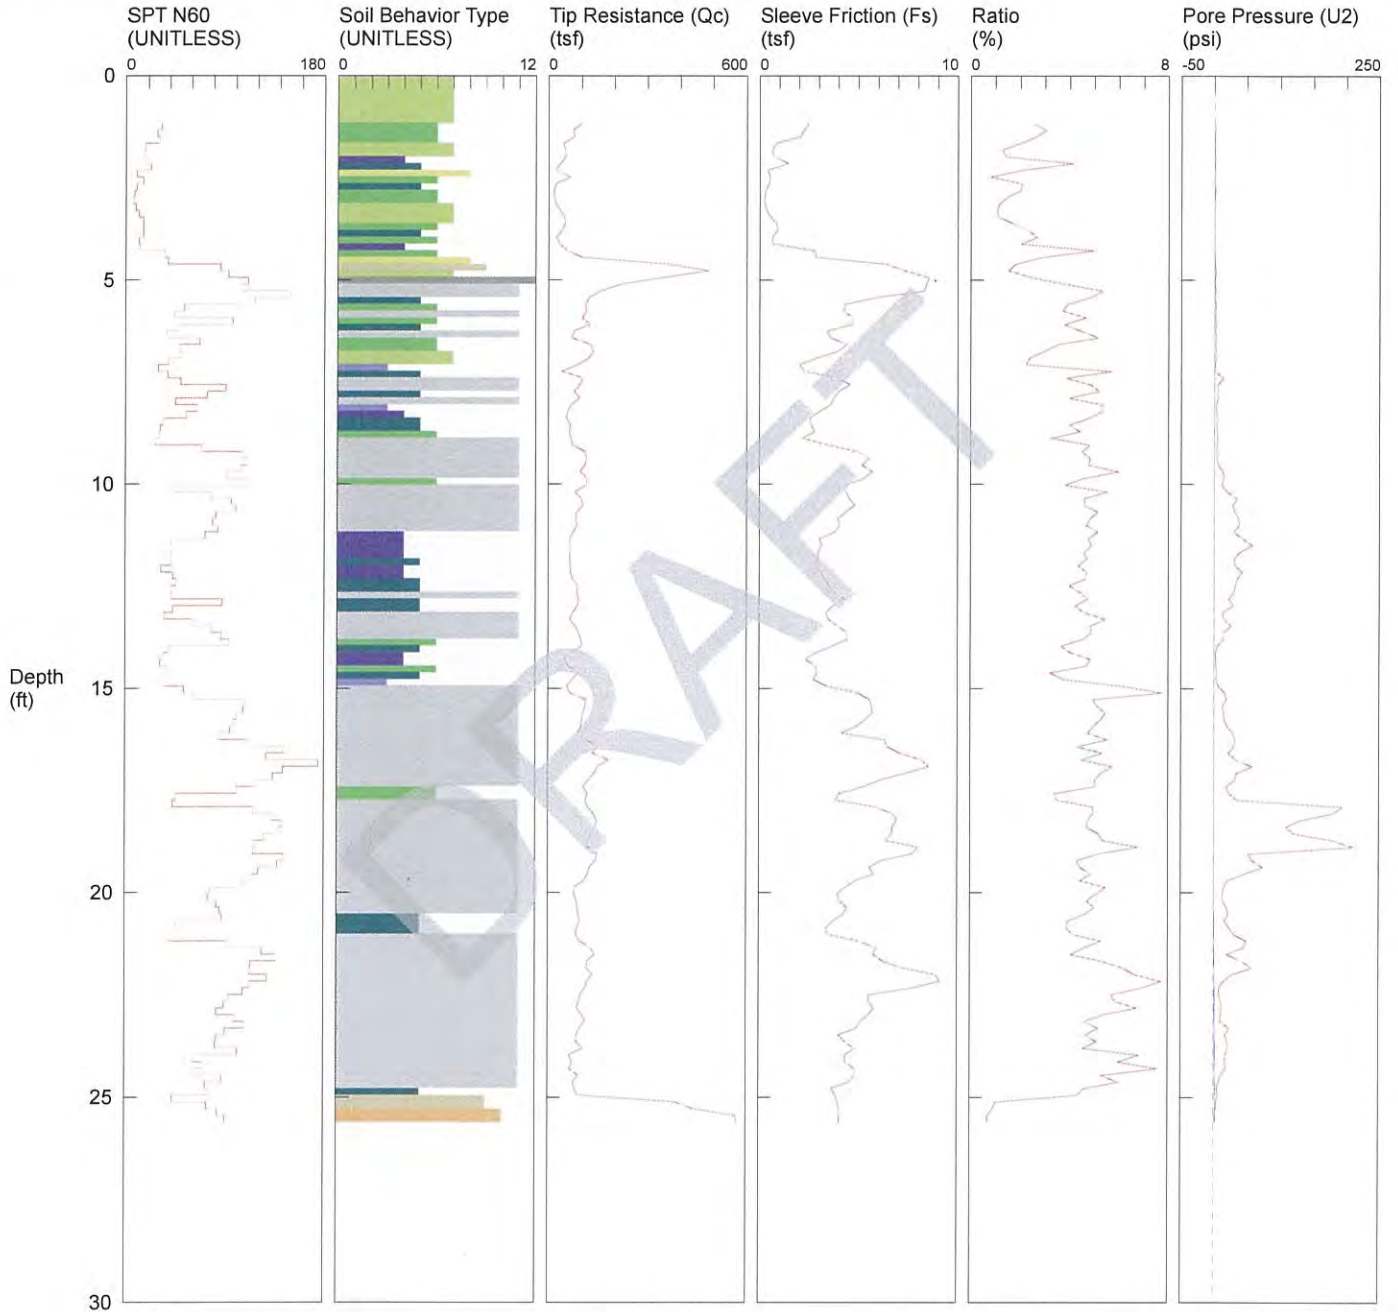 SPT N60
(UNITLESS)
Soil Behavior Type
(UNITLESS)
Tip Resistance (Qc)
(tsf)
Sleeve Friction (Fs)
(tsf)
Ratio
(%)
Pore Pressure (U2)
(psi)
0 180
0 12
0 600
0 10
0 8
-50 250
0
5
10
Depth
(ft)
15
20
25
30
DRAFT